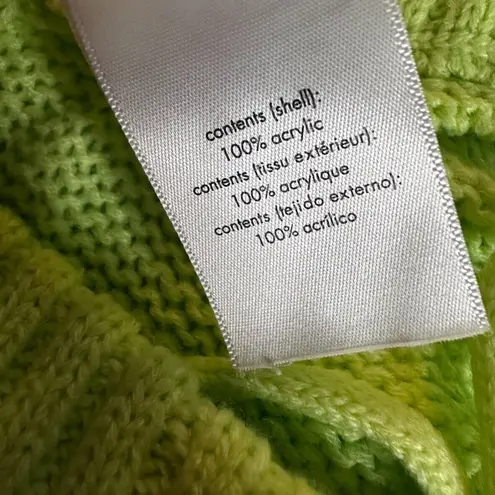 contents (shell):
100% acrylic
contents (tissu extérieur):
100% acrylique
contents (tejido externo):
100% acrílico